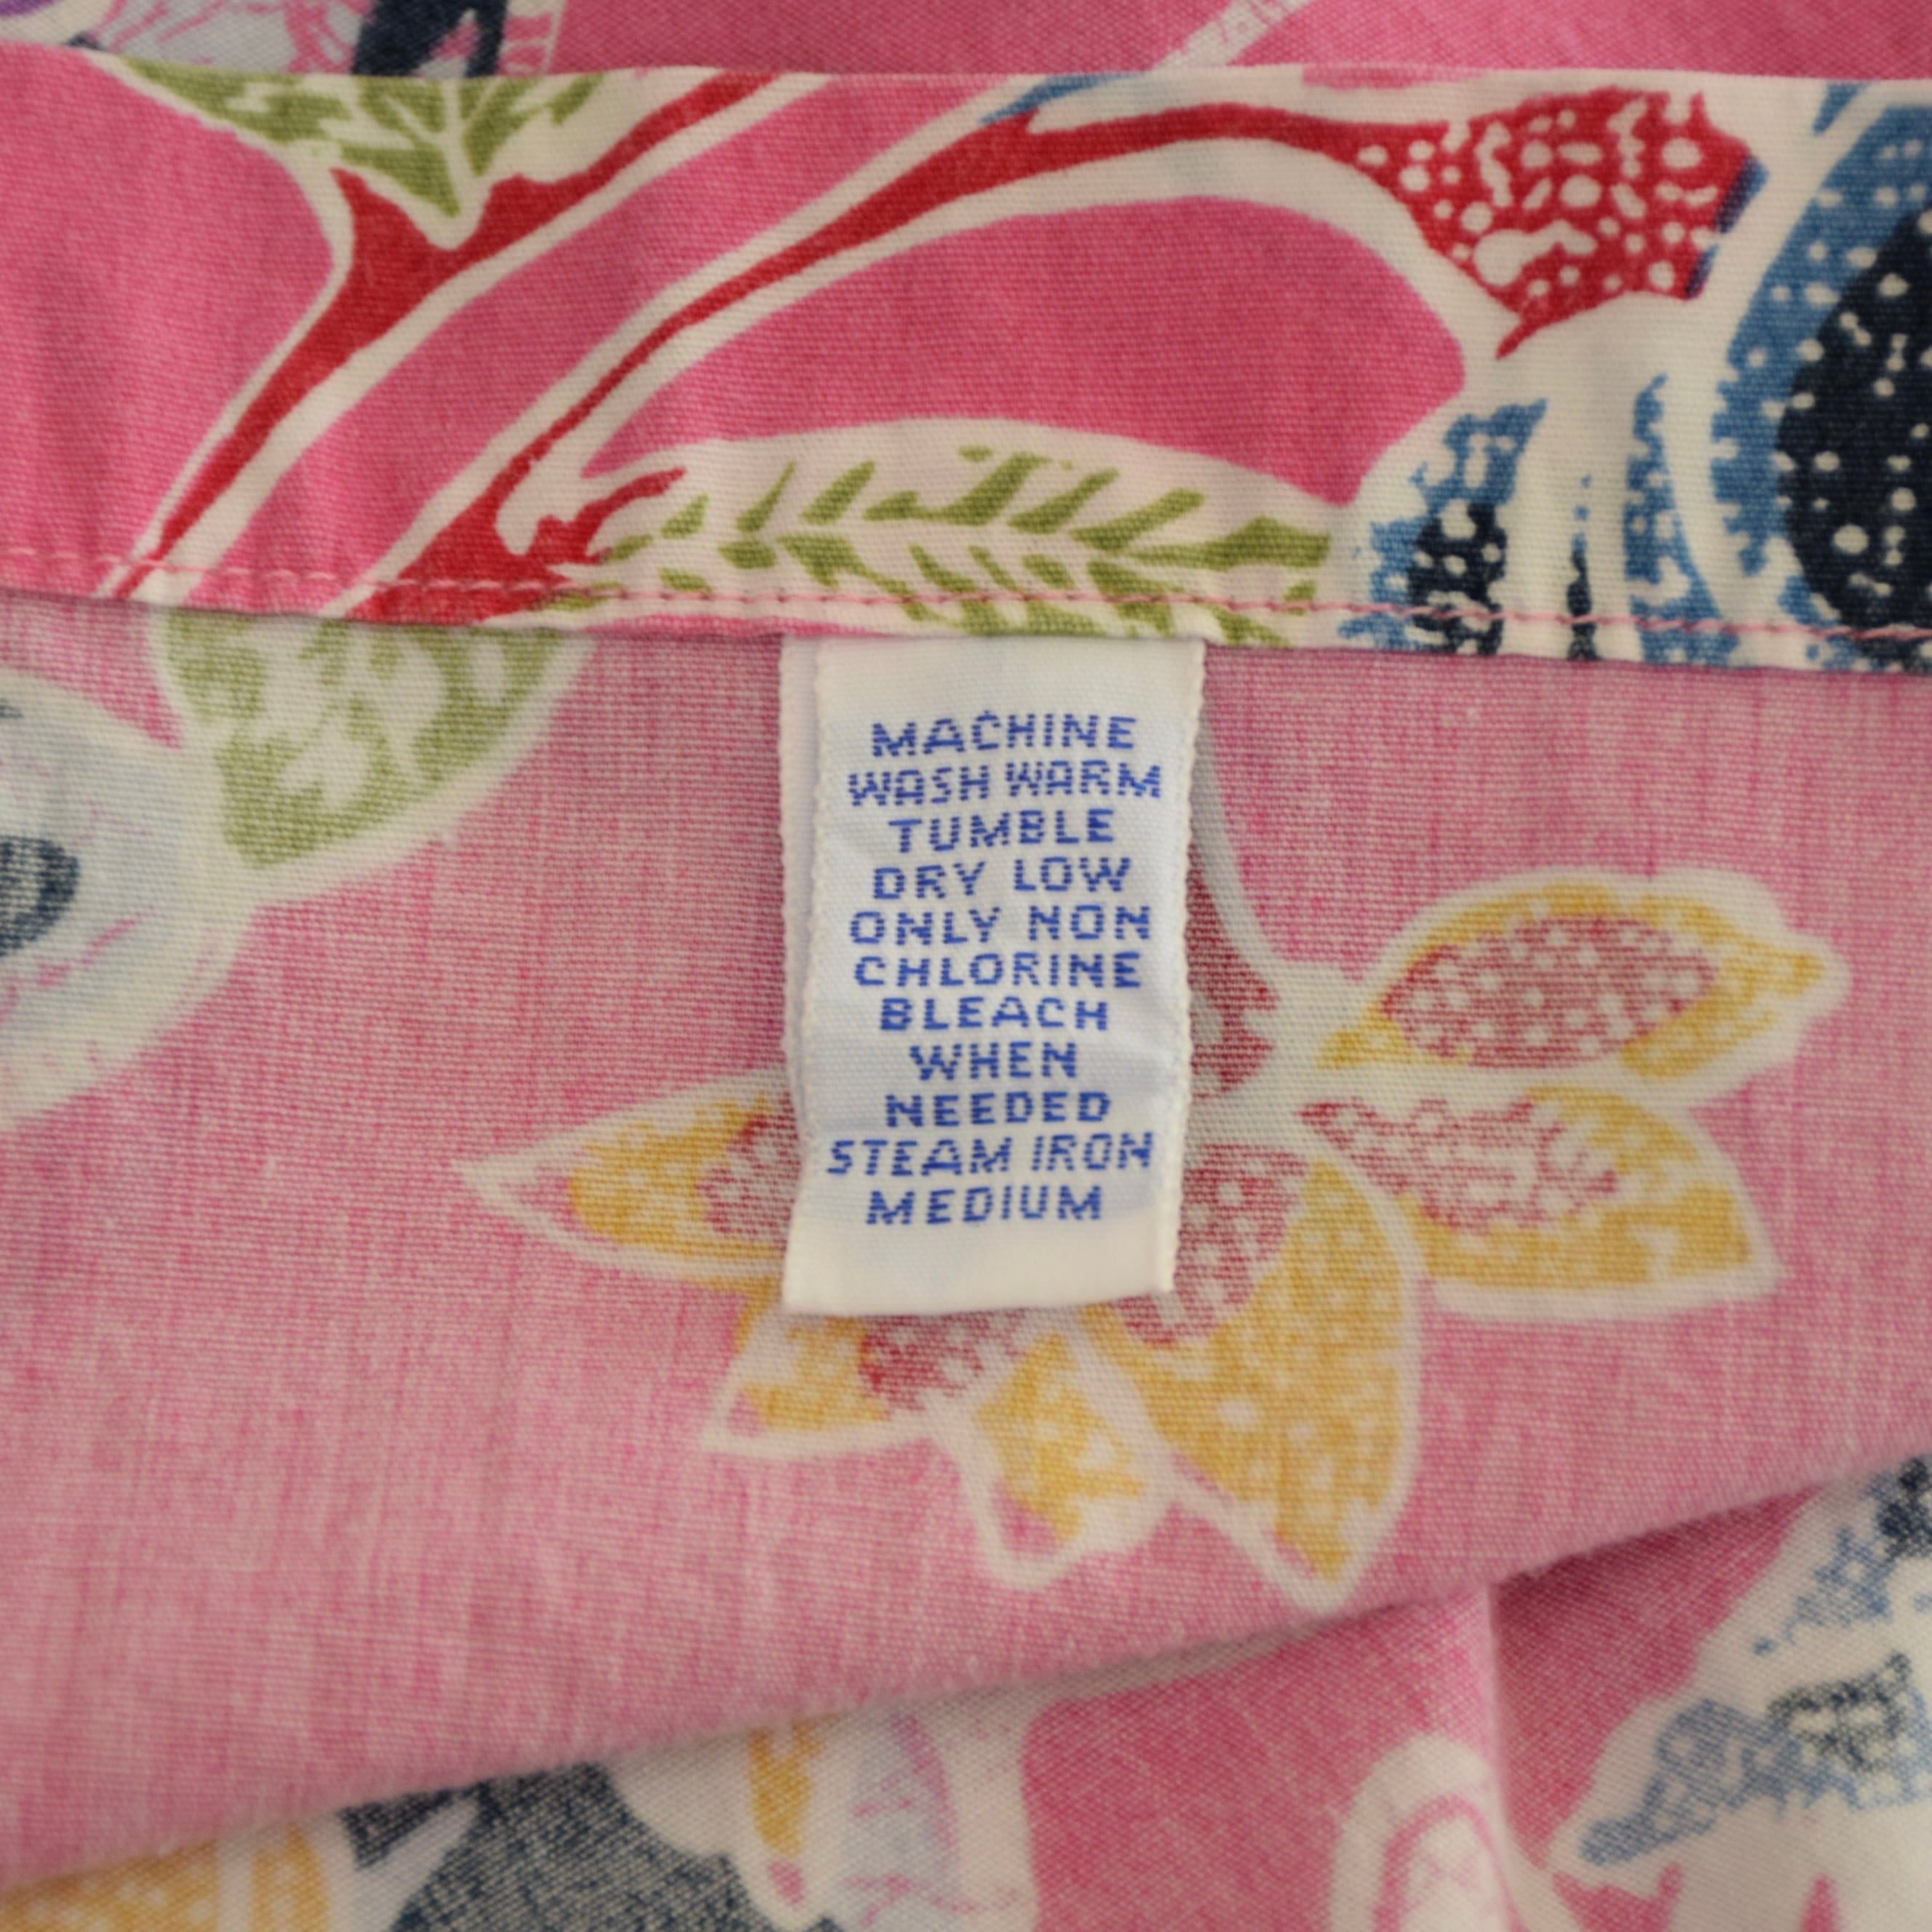 MACHINE
WASH WARM
TUMBLE
DRY LOW
ONLY NON
CHLORINE
BLEACH
WHEN
NEEDED
STEAM IRON
MEDIUM